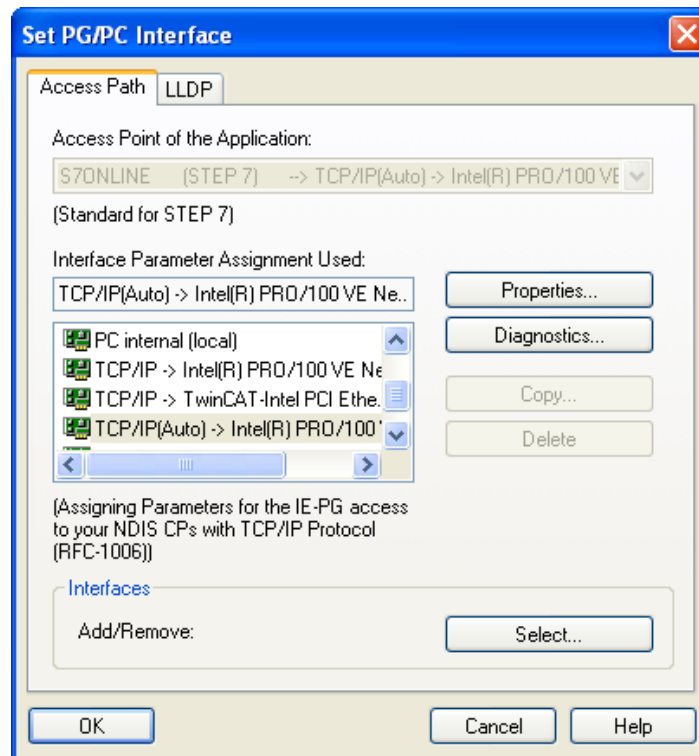 Set PG/PC Interface
Access Path
LLDP
Access Point of the Application:
S7ONLINE (STEP 7) --> TCP/IP(Auto) -> Intel(R) PRO/100 VE
(Standard for STEP 7)
Interface Parameter Assignment Used:
TCP/IP(Auto) -> Intel(R) PRO/100 VE Ne..
Properties...
PC internal (local)
Diagnostics...
TCP/IP -> Intel(R) PRO/100 VE Ne
TCP/IP -> TwinCAT-Intel PCI Ethe.
Copy...
TCP/IP(Auto) -> Intel(R) PRO/100
Delete
(Assigning Parameters for the IE-PG access
to your NDIS CPs with TCP/IP Protocol
(RFC-1006))
Interfaces
Add/Remove:
Select...
OK
Cancel
Help